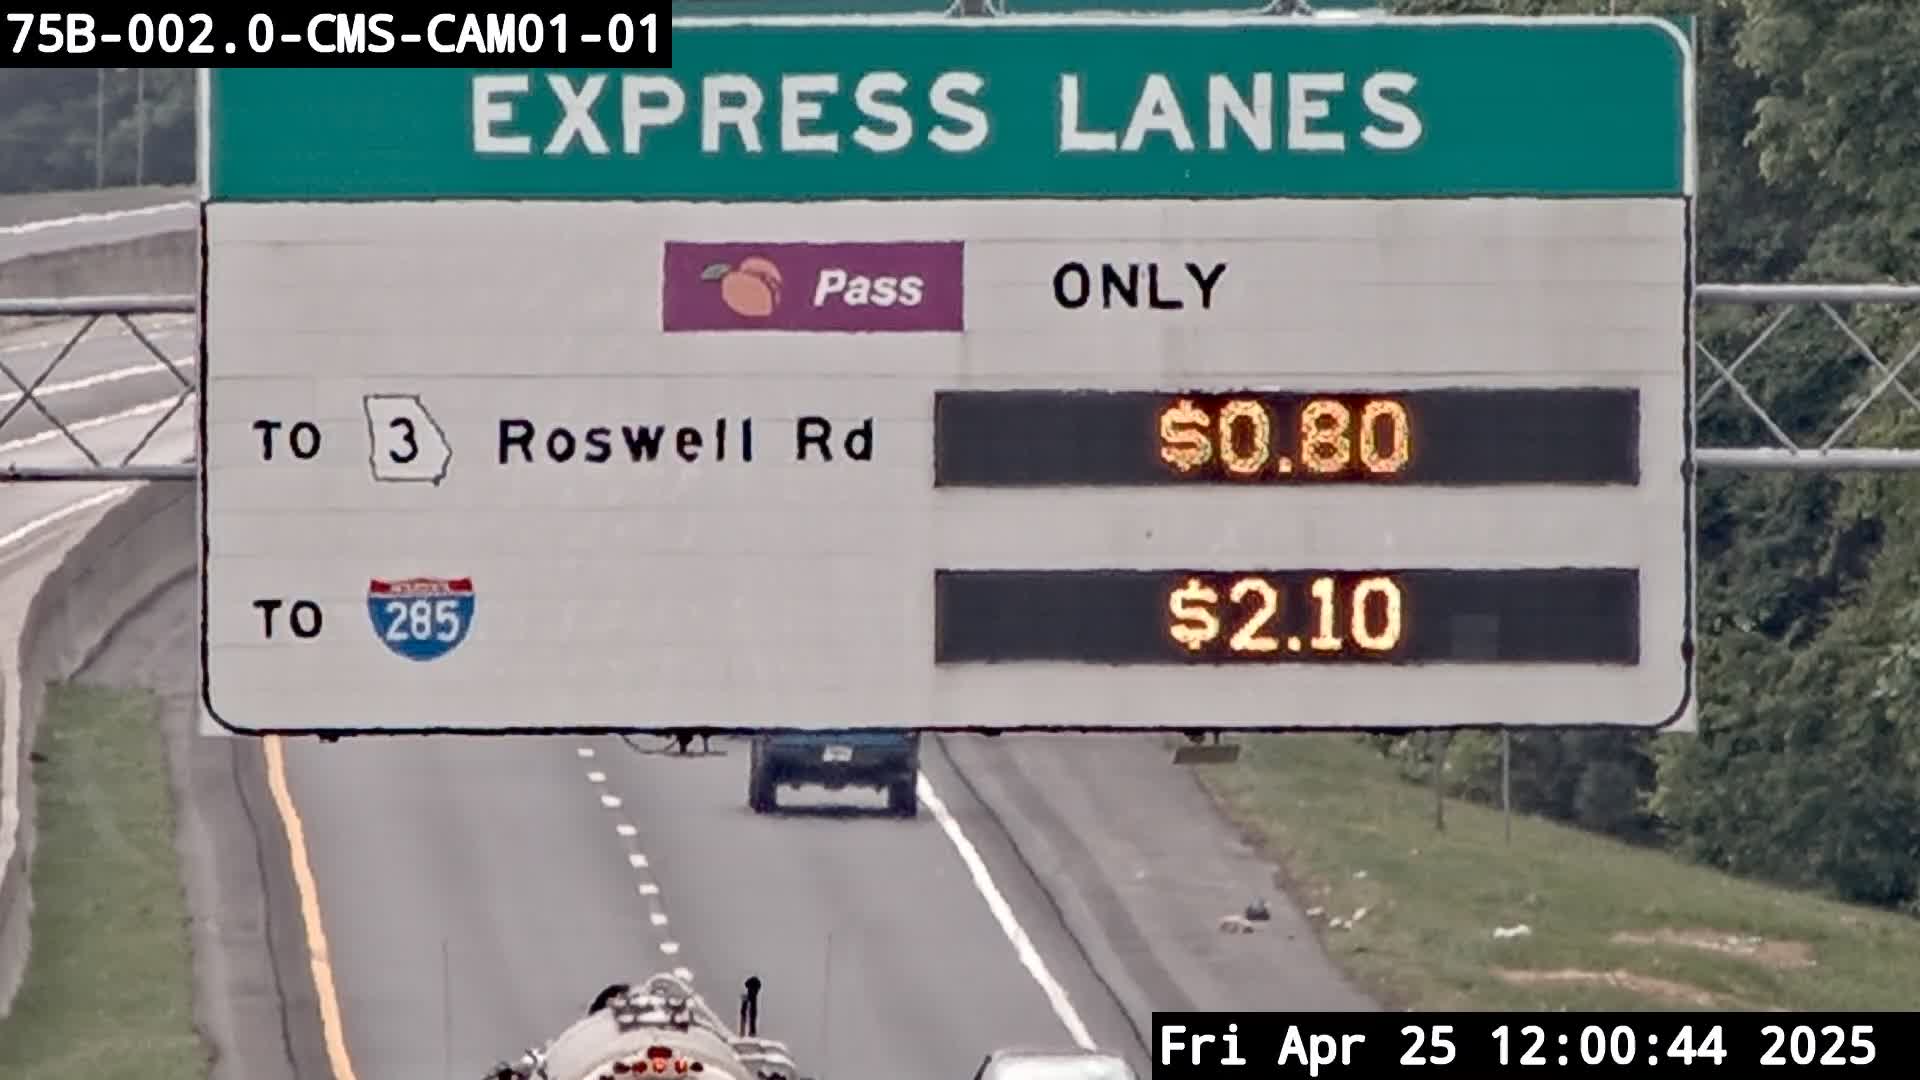 75B-002.0-CMS-CAM01-01
EXPRESS LANES
Pass ONLY
TO 3 Roswell Rd $0.80
TO 285 $2.10
Fri Apr 25 12:00:44 2025